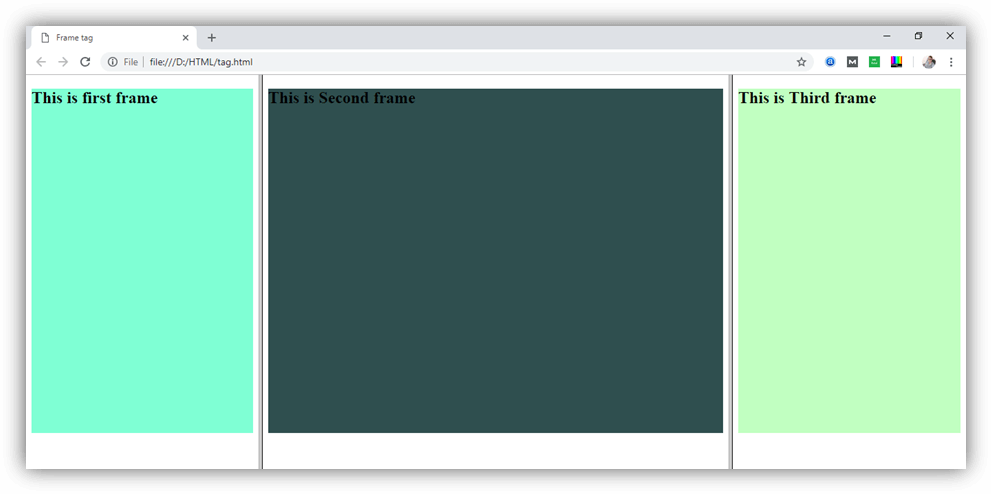 Frame tag
File file:///D:/HTML/tag.html
This is first frame
This is Second frame
This is Third frame